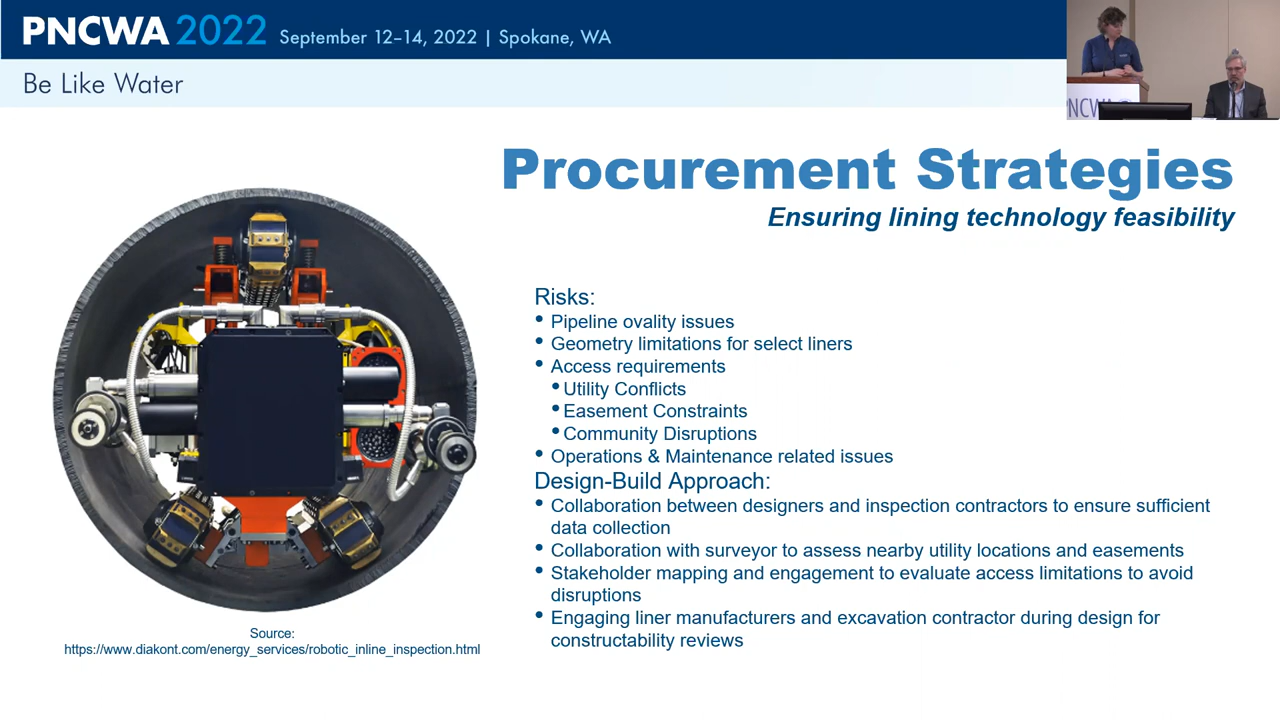 PNCWA 2022 September 12–14, 2022 | Spokane, WA
Be Like Water
PNCWA
Procurement Strategies
Ensuring lining technology feasibility
Risks:
• Pipeline ovality issues
• Geometry limitations for select liners
• Access requirements
• Utility Conflicts
• Easement Constraints
• Community Disruptions
• Operations & Maintenance related issues
Design-Build Approach:
• Collaboration between designers and inspection contractors to ensure sufficient
data collection
• Collaboration with surveyor to assess nearby utility locations and easements
• Stakeholder mapping and engagement to evaluate access limitations to avoid
disruptions
• Engaging liner manufacturers and excavation contractor during design for
constructability reviews
Source:
https://www.diakont.com/energy_services/robotic_inline_inspection.html